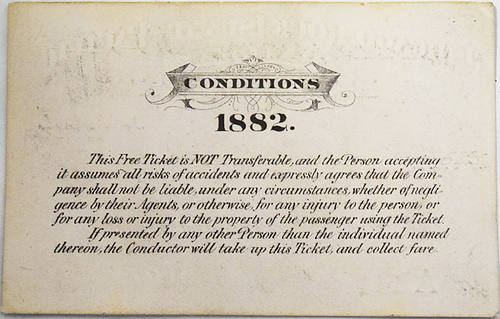 CONDITIONS
1882.
This Free Ticket is NOT Transferable, and the Person accepting
it assumes all risks of accidents and expressly agrees that the Com-
pany shall not be liable, under any circumstances, whether of negli-
gence by their Agents, or otherwise, for any injury to the person, or
for any loss or injury to the property of the passenger using the Ticket.
If presented by any other Person than the individual named
thereon, the Conductor will take up this Ticket, and collect fare.